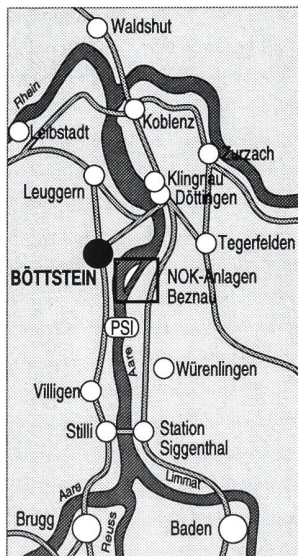 Waldshut
Rhein
Koblenz
Leibstadt
Zurzach
Leuggern
Klingnau
Döttingen
Tegerfelden
BÖTTSTEIN
NOK-Anlagen
Beznau
PSI
Aare
Würenlingen
Villigen
Stilli
Station
Siggenthal
Limmat
Aare
Reuss
Brugg
Baden